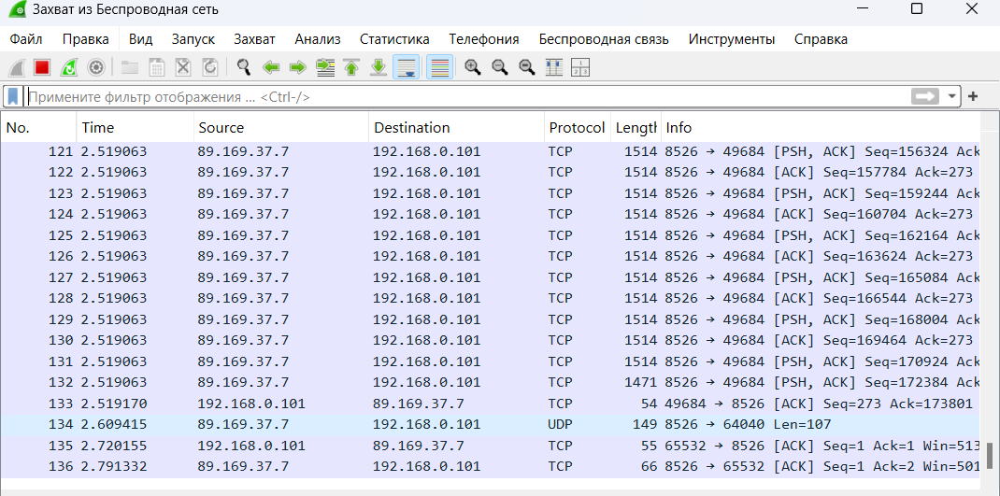 Захват из Беспроводная сеть
Файл Правка Вид Запуск Захват Анализ Статистика Телефония Беспроводная связь Инструменты Справка
Примените фильтр отображения ... <Ctrl-/>
No. Time Source Destination Protocol Length Info
121 2.519063 89.169.37.7 192.168.0.101 TCP 1514 8526 → 49684 [PSH, ACK] Seq=156324 Ack
122 2.519063 89.169.37.7 192.168.0.101 TCP 1514 8526 → 49684 [ACK] Seq=157784 Ack=273
123 2.519063 89.169.37.7 192.168.0.101 TCP 1514 8526 → 49684 [PSH, ACK] Seq=159244 Ack
124 2.519063 89.169.37.7 192.168.0.101 TCP 1514 8526 → 49684 [ACK] Seq=160704 Ack=273
125 2.519063 89.169.37.7 192.168.0.101 TCP 1514 8526 → 49684 [PSH, ACK] Seq=162164 Ack
126 2.519063 89.169.37.7 192.168.0.101 TCP 1514 8526 → 49684 [ACK] Seq=163624 Ack=273
127 2.519063 89.169.37.7 192.168.0.101 TCP 1514 8526 → 49684 [PSH, ACK] Seq=165084 Ack
128 2.519063 89.169.37.7 192.168.0.101 TCP 1514 8526 → 49684 [ACK] Seq=166544 Ack=273
129 2.519063 89.169.37.7 192.168.0.101 TCP 1514 8526 → 49684 [PSH, ACK] Seq=168004 Ack
130 2.519063 89.169.37.7 192.168.0.101 TCP 1514 8526 → 49684 [ACK] Seq=169464 Ack=273
131 2.519063 89.169.37.7 192.168.0.101 TCP 1514 8526 → 49684 [PSH, ACK] Seq=170924 Ack
132 2.519063 89.169.37.7 192.168.0.101 TCP 1471 8526 → 49684 [PSH, ACK] Seq=172384 Ack
133 2.519170 192.168.0.101 89.169.37.7 TCP 54 49684 → 8526 [ACK] Seq=273 Ack=173801
134 2.609415 89.169.37.7 192.168.0.101 UDP 149 8526 → 64040 Len=107
135 2.720155 192.168.0.101 89.169.37.7 TCP 55 65532 → 8526 [ACK] Seq=1 Ack=1 Win=513
136 2.791332 89.169.37.7 192.168.0.101 TCP 66 8526 → 65532 [ACK] Seq=1 Ack=2 Win=501